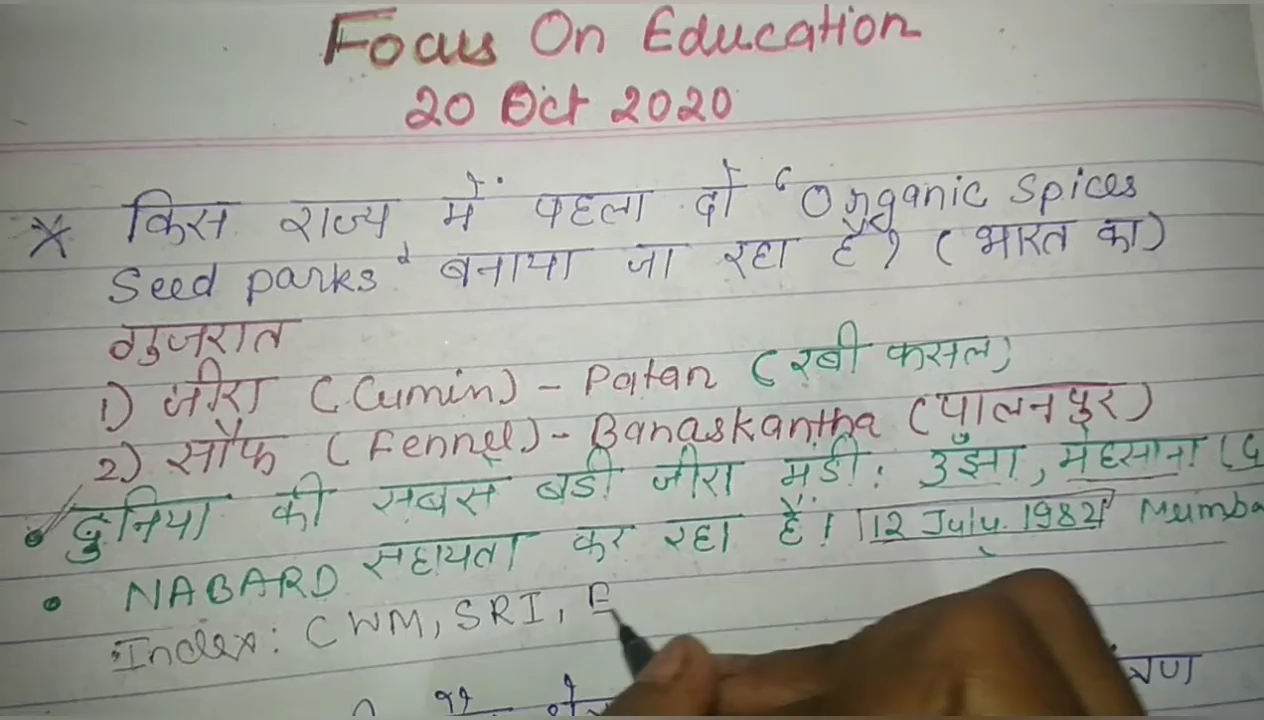 Focus On Education
20 Oct 2020
* किस राज्य में पहला दो "Organic Spices
Seed parks" बनाया जा रहा है? (भारत का)
गुजरात
1) जीरा (Cumin) - Patan (रबी फसल)
2) सौंफ (Fennel) - Banaskantha (पालनपुर)
• दुनिया की सबसे बडी जीरा मंडी: उँझा, मेहसाना (
• NABARD सहायता कर रहा है। 12 July 1982 Mumba
Index: CWM, SRI,